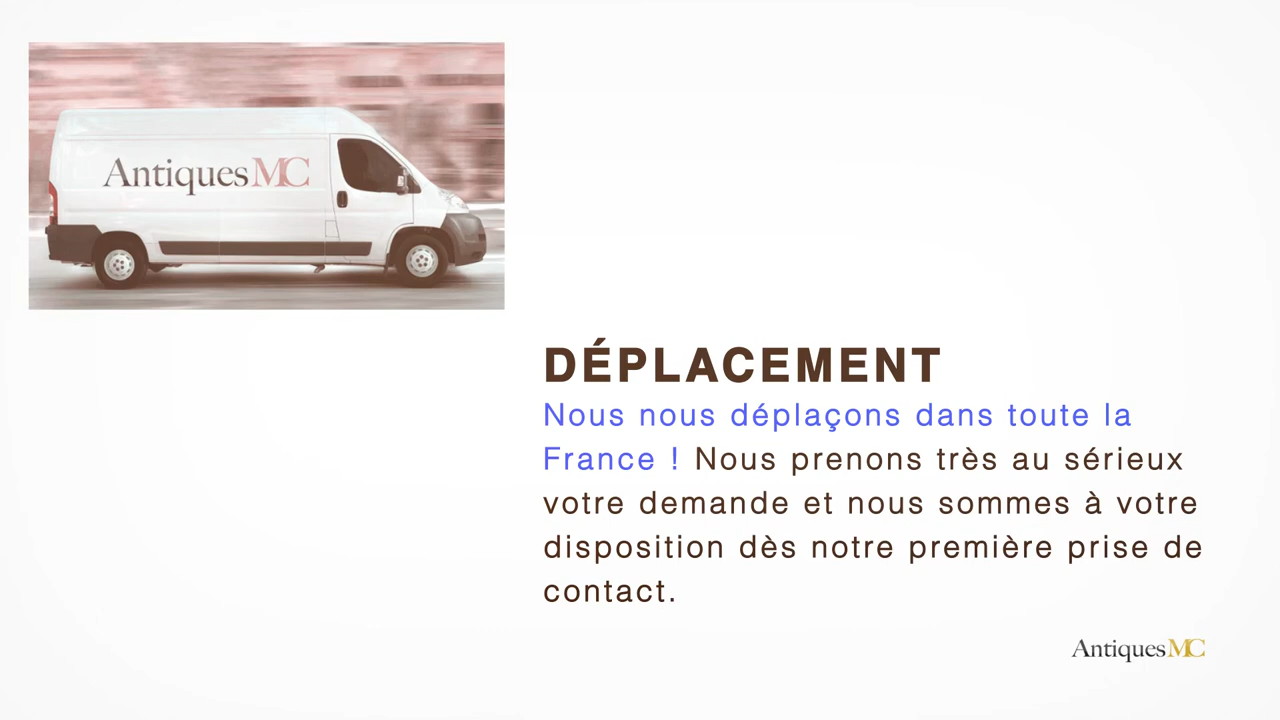 AntiquesMC
DÉPLACEMENT
Nous nous déplaçons dans toute la
France ! Nous prenons très au sérieux
votre demande et nous sommes à votre
disposition dès notre première prise de
contact.
AntiquesMC